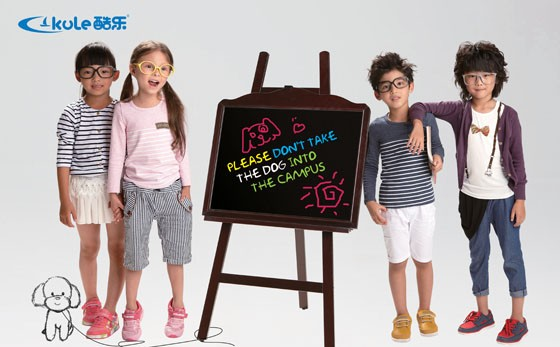 kule酷乐®
PLEASE DON'T TAKE
THE DOG INTO
THE CAMPUS